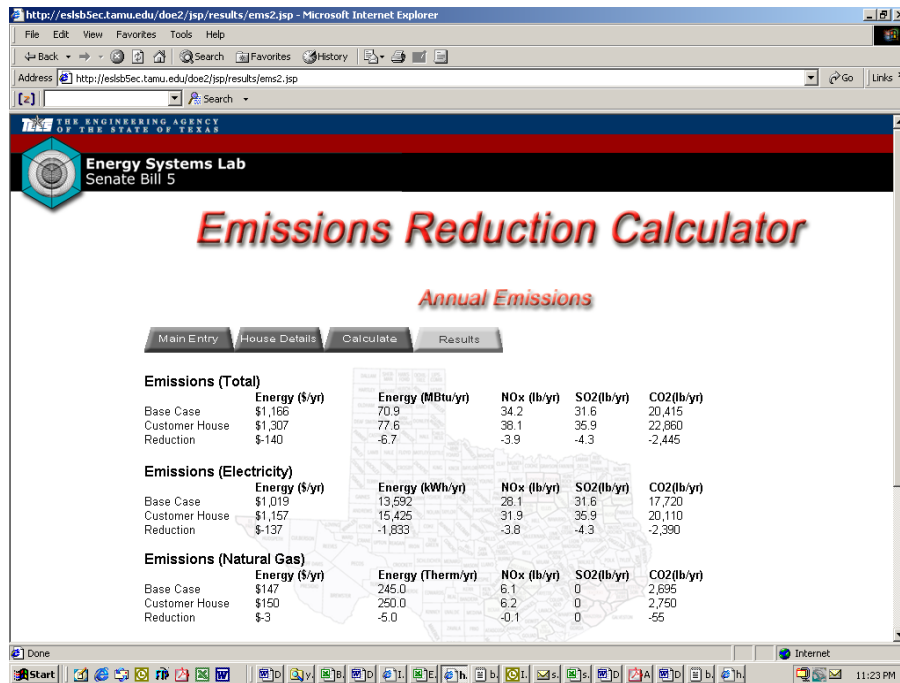 http://eslsb5ec.tamu.edu/doe2/jsp/results/ems2.jsp - Microsoft Internet Explorer
File Edit View Favorites Tools Help
Back Search Favorites History
Address http://eslsb5ec.tamu.edu/doe2/jsp/results/ems2.jsp Go Links
[z] Search
TEES THE ENGINEERING AGENCY
OF THE STATE OF TEXAS
Energy Systems Lab
Senate Bill 5
Emissions Reduction Calculator
Annual Emissions
Main Entry House Details Calculate Results
Emissions (Total)
Energy ($/yr) Energy (MBtu/yr) NOx (lb/yr) SO2(lb/yr) CO2(lb/yr)
Base Case $1,166 70.9 34.2 31.6 20,415
Customer House $1,307 77.6 38.1 35.9 22,860
Reduction $-140 -6.7 -3.9 -4.3 -2,445
Emissions (Electricity)
Energy ($/yr) Energy (kWh/yr) NOx (lb/yr) SO2(lb/yr) CO2(lb/yr)
Base Case $1,019 13,592 28.1 31.6 17,720
Customer House $1,157 15,425 31.9 35.9 20,110
Reduction $-137 -1,833 -3.8 -4.3 -2,390
Emissions (Natural Gas)
Energy ($/yr) Energy (Therm/yr) NOx (lb/yr) SO2(lb/yr) CO2(lb/yr)
Base Case $147 245.0 6.1 0 2,695
Customer House $150 250.0 6.2 0 2,750
Reduction $-3 -5.0 -0.1 0 -55
Done Internet
Start D y. B. D I. E. h. b. I. s. s. D A D b. h. 11:23 PM